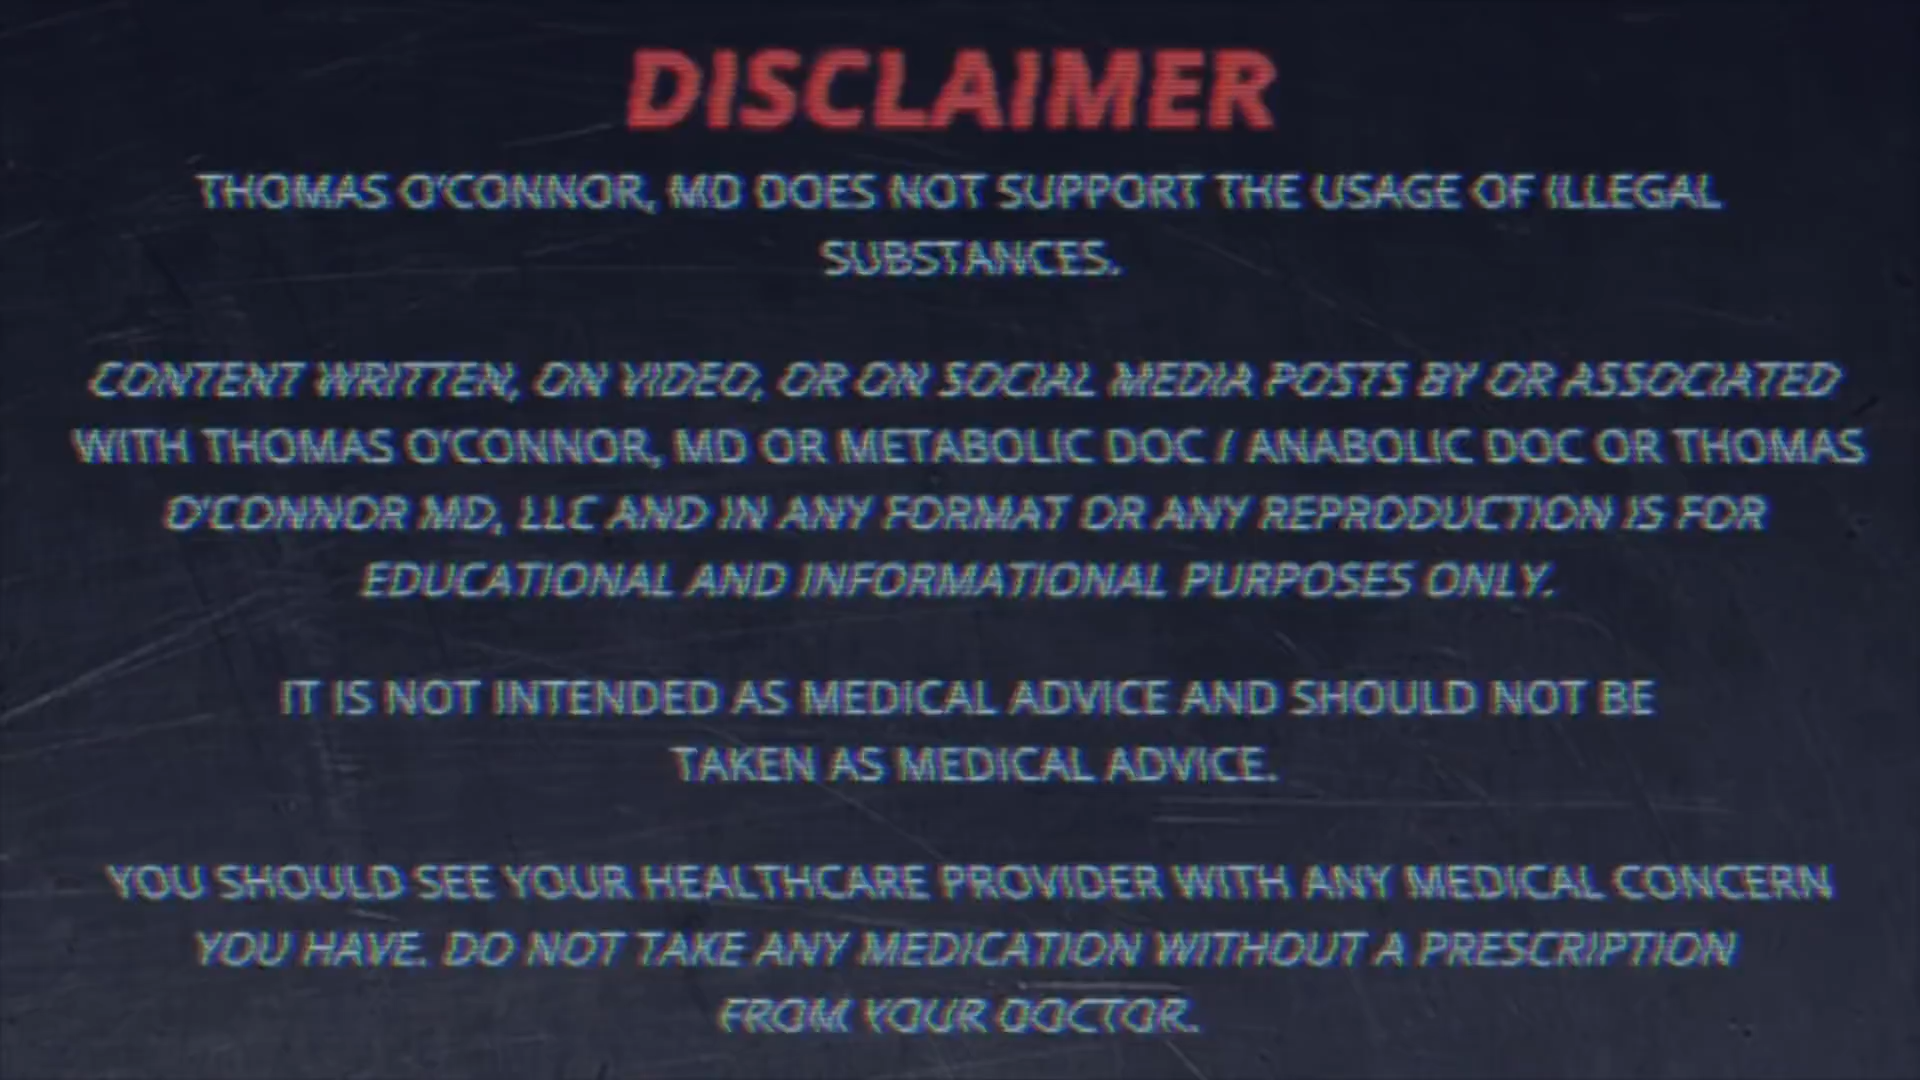 DISCLAIMER
THOMAS O'CONNOR, MD DOES NOT SUPPORT THE USAGE OF ILLEGAL
SUBSTANCES.
CONTENT WRITTEN, ON VIDEO, OR ON SOCIAL MEDIA POSTS BY OR ASSOCIATED
WITH THOMAS O'CONNOR, MD OR METABOLIC DOC / ANABOLIC DOC OR THOMAS
O'CONNOR MD, LLC AND IN ANY FORMAT OR ANY REPRODUCTION IS FOR
EDUCATIONAL AND INFORMATIONAL PURPOSES ONLY.
IT IS NOT INTENDED AS MEDICAL ADVICE AND SHOULD NOT BE
TAKEN AS MEDICAL ADVICE.
YOU SHOULD SEE YOUR HEALTHCARE PROVIDER WITH ANY MEDICAL CONCERN
YOU HAVE. DO NOT TAKE ANY MEDICATION WITHOUT A PRESCRIPTION
FROM YOUR DOCTOR.